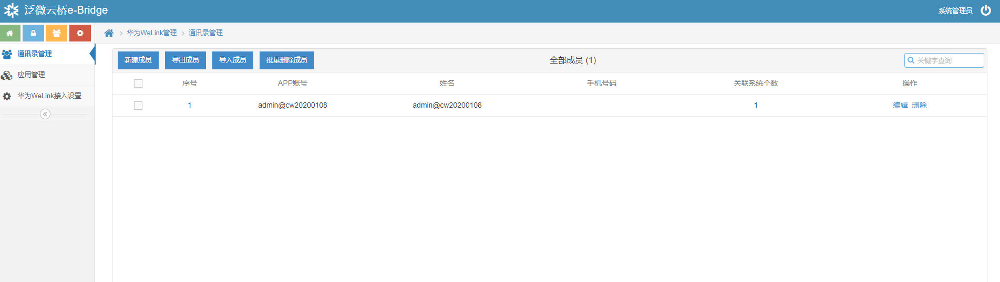 泛微云桥e-Bridge
系统管理员
华为WeLink管理 通讯录管理
通讯录管理
应用管理
华为WeLink接入设置
新建成员 导出成员 导入成员 批量删除成员 全部成员 (1) 关键字查询
序号 APP账号 姓名 手机号码 关联系统个数 操作
1 admin@cw20200108 admin@cw20200108 1 编辑 删除